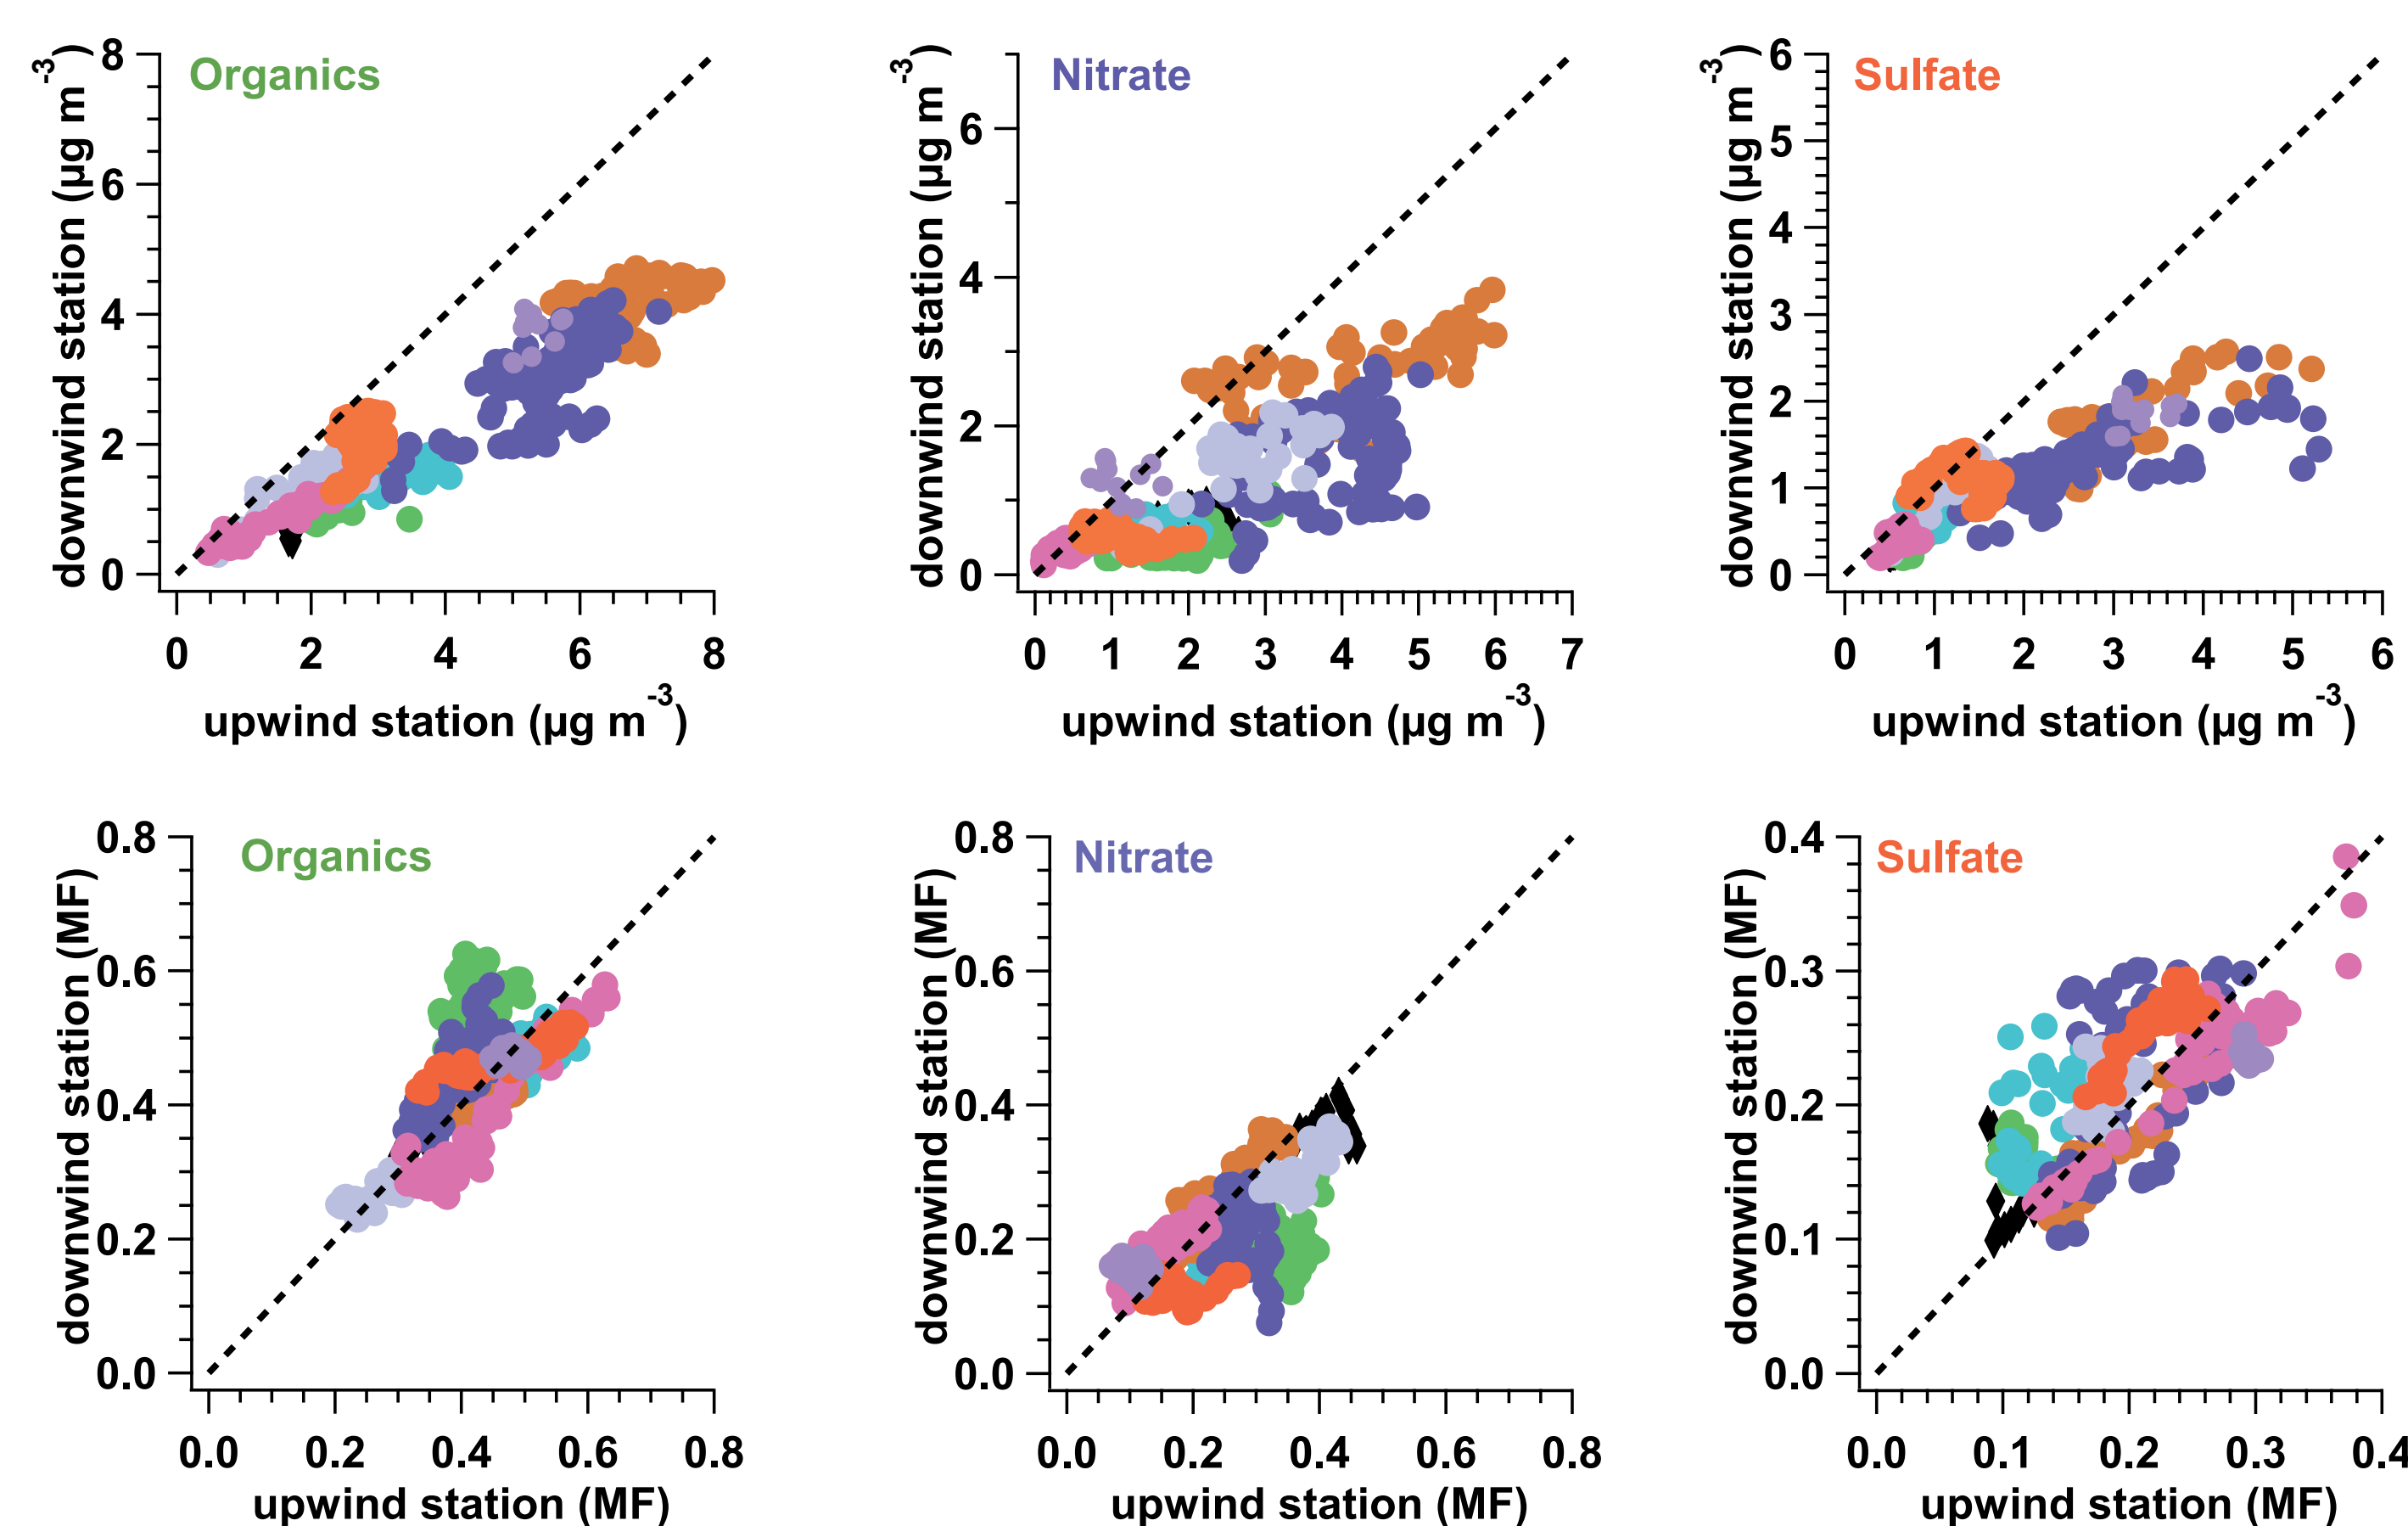 Organics
downwind station (µg m⁻³)
8
6
4
2
0
0 2 4 6 8
upwind station (µg m⁻³)
Nitrate
downwind station (µg m⁻³)
6
4
2
0
0 1 2 3 4 5 6 7
upwind station (µg m⁻³)
Sulfate
downwind station (µg m⁻³)
6
5
4
3
2
1
0
0 1 2 3 4 5 6
upwind station (µg m⁻³)
Organics
downwind station (MF)
0.8
0.6
0.4
0.2
0.0
0.0 0.2 0.4 0.6 0.8
upwind station (MF)
Nitrate
downwind station (MF)
0.8
0.6
0.4
0.2
0.0
0.0 0.2 0.4 0.6 0.8
upwind station (MF)
Sulfate
downwind station (MF)
0.4
0.3
0.2
0.1
0.0
0.0 0.1 0.2 0.3 0.4
upwind station (MF)